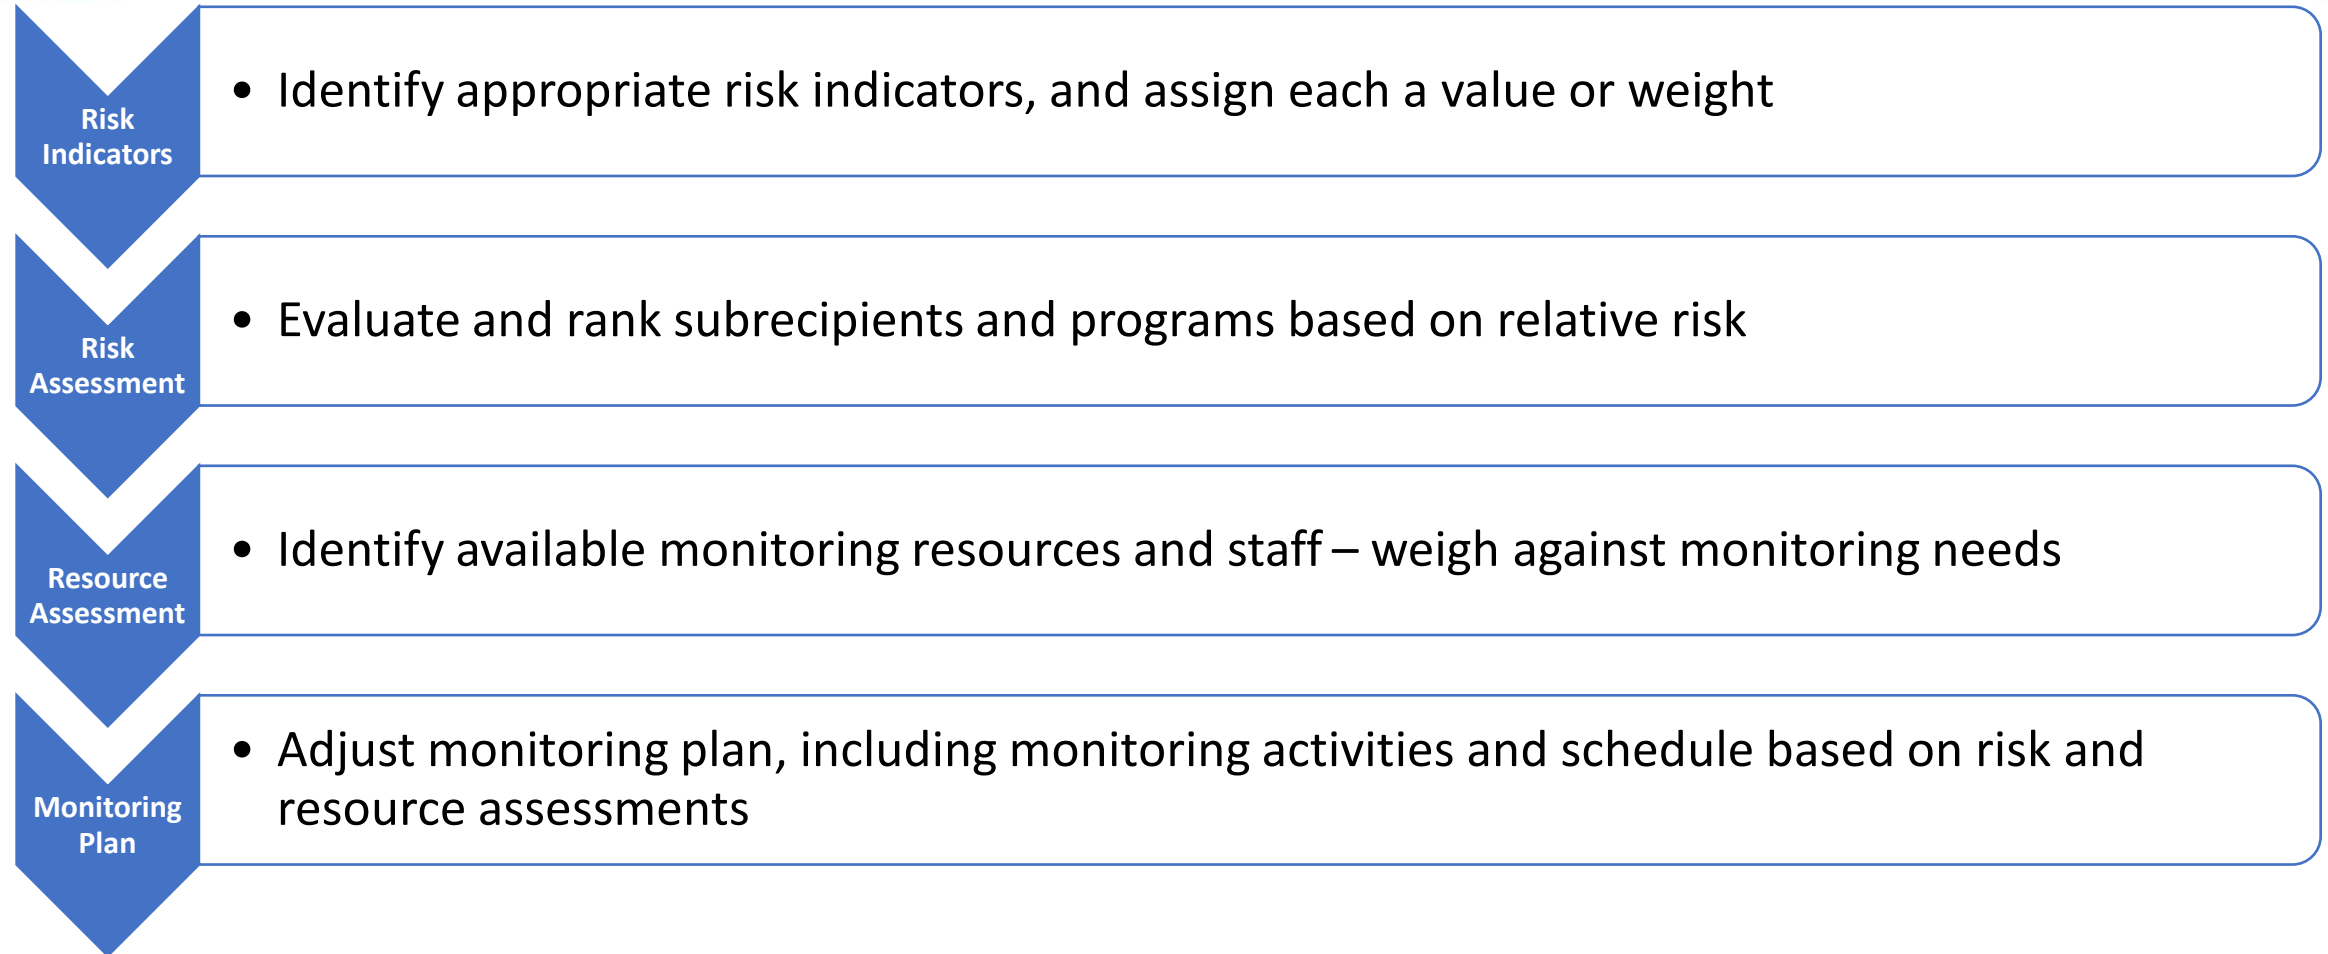 Risk
Indicators
• Identify appropriate risk indicators, and assign each a value or weight
Risk
Assessment
• Evaluate and rank subrecipients and programs based on relative risk
Resource
Assessment
• Identify available monitoring resources and staff – weigh against monitoring needs
Monitoring
Plan
• Adjust monitoring plan, including monitoring activities and schedule based on risk and
resource assessments